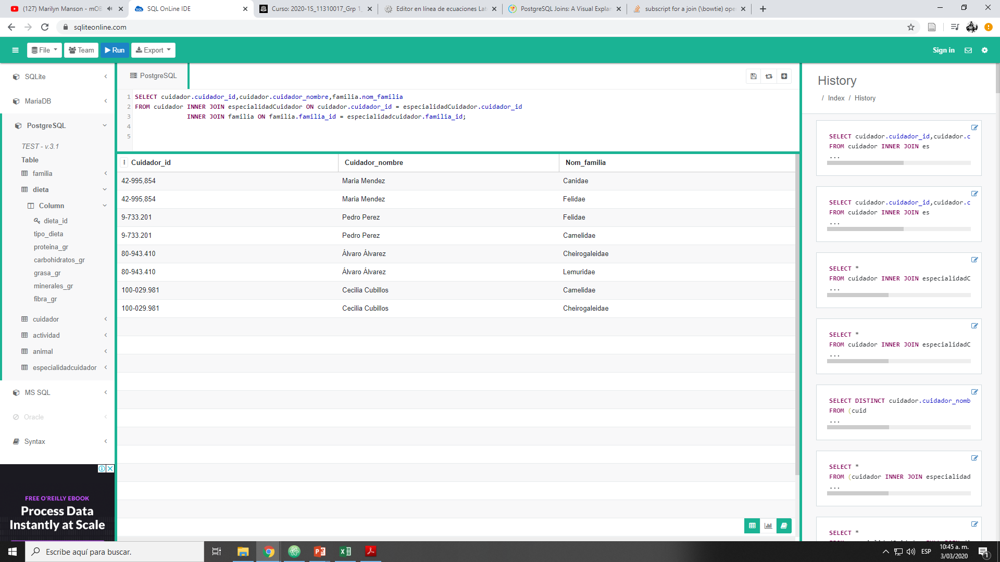 (127) Marilyn Manson - mOB
SQL OnLine IDE
Curso: 2020-1S_11310017_Grp 1_
Editor en línea de ecuaciones Lat
PostgreSQL Joins: A Visual Explan
subscript for a join (\bowtie) ope
sqliteonline.com
File
Team
Run
Export
Sign in
SQLite
MariaDB
PostgreSQL
TEST - v.3.1
Table
familia
dieta
Column
dieta_id
tipo_dieta
proteina_gr
carbohidratos_gr
grasa_gr
minerales_gr
fibra_gr
cuidador
actividad
animal
especialidadcuidador
MS SQL
Oracle
Syntax
FREE O'REILLY EBOOK
Process Data
Instantly at Scale
PostgreSQL
1 SELECT cuidador.cuidador_id,cuidador.cuidador_nombre,familia.nom_familia
2 FROM cuidador INNER JOIN especialidadCuidador ON cuidador.cuidador_id = especialidadCuidador.cuidador_id
3 INNER JOIN familia ON familia.familia_id = especialidadcuidador.familia_id;
4
5
Cuidador_id Cuidador_nombre Nom_familia
42-995,854 Maria Mendez Canidae
42-995,854 Maria Mendez Felidae
9-733.201 Pedro Perez Felidae
9-733.201 Pedro Perez Camelidae
80-943.410 Álvaro Álvarez Cheirogaleidae
80-943.410 Álvaro Álvarez Lemuridae
100-029.981 Cecilia Cubillos Camelidae
100-029.981 Cecilia Cubillos Cheirogaleidae
History
/ Index / History
SELECT cuidador.cuidador_id,cuidador.c
FROM cuidador INNER JOIN es
...
SELECT cuidador.cuidador_id,cuidador.c
FROM cuidador INNER JOIN es
...
SELECT *
FROM cuidador INNER JOIN especialidadC
...
SELECT *
FROM cuidador INNER JOIN especialidadC
...
SELECT DISTINCT cuidador.cuidador_nomb
FROM (cuid
...
SELECT *
FROM (cuidador INNER JOIN especialidad
...
SELECT *
Escribe aquí para buscar.
ESP
10:45 a. m.
3/03/2020
1